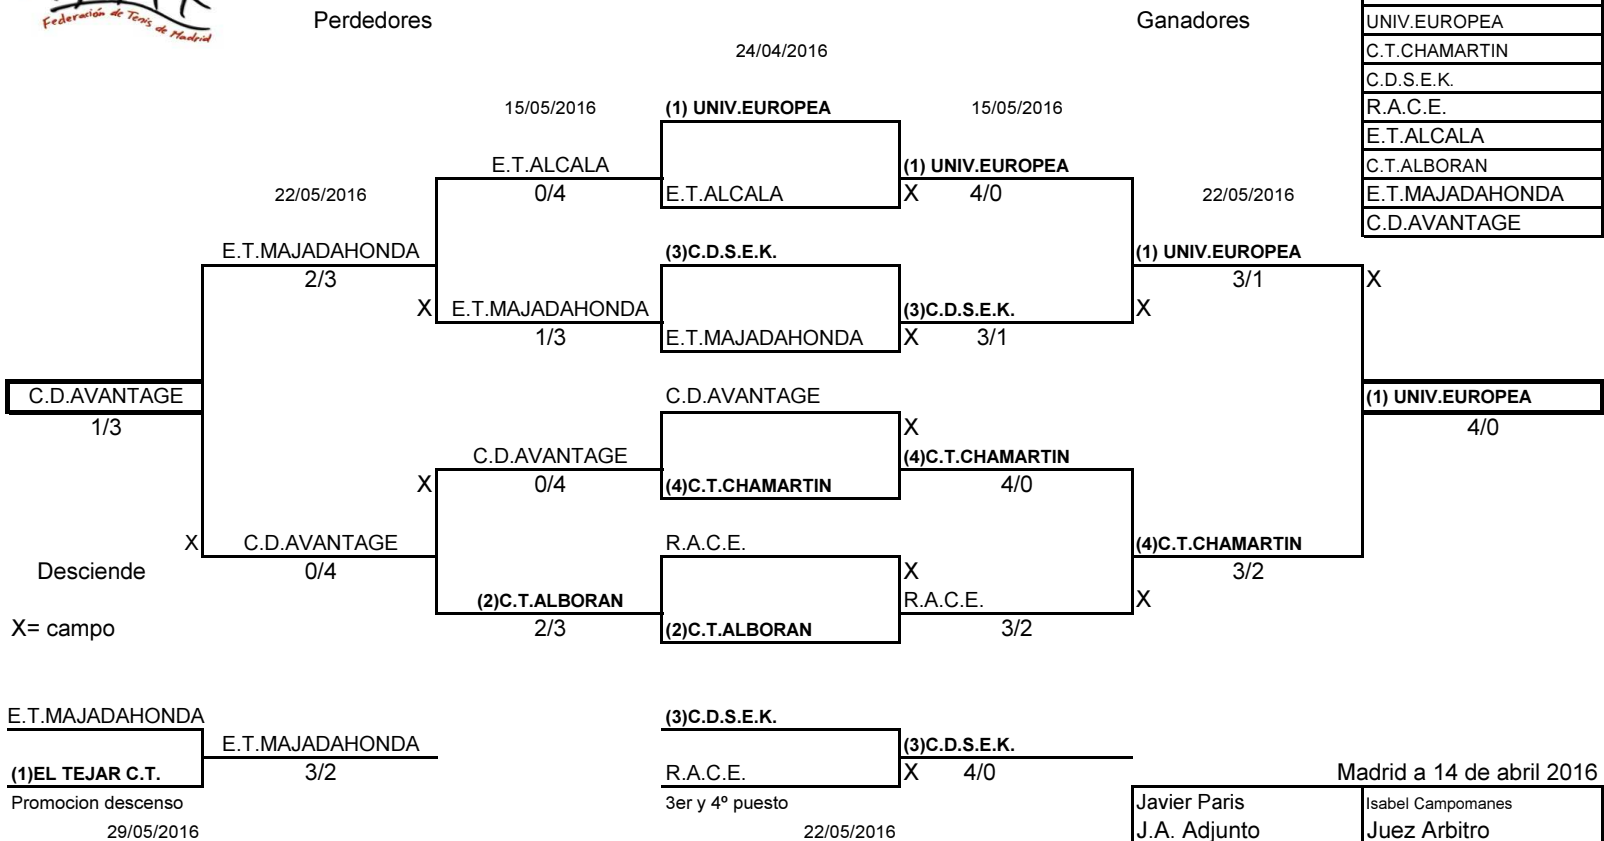 Federación de Tenis de Madrid
Perdedores
Ganadores
UNIV.EUROPEA
24/04/2016
C.T.CHAMARTIN
C.D.S.E.K.
15/05/2016
(1) UNIV.EUROPEA
15/05/2016
R.A.C.E.
E.T.ALCALA
E.T.ALCALA
(1) UNIV.EUROPEA
C.T.ALBORAN
22/05/2016
0/4
E.T.ALCALA
X 4/0
22/05/2016
E.T.MAJADAHONDA
C.D.AVANTAGE
E.T.MAJADAHONDA
(3)C.D.S.E.K.
(1) UNIV.EUROPEA
2/3
3/1
X
X
E.T.MAJADAHONDA
(3)C.D.S.E.K.
X
1/3
E.T.MAJADAHONDA
X 3/1
C.D.AVANTAGE
C.D.AVANTAGE
(1) UNIV.EUROPEA
1/3
X
4/0
C.D.AVANTAGE
(4)C.T.CHAMARTIN
X
0/4
(4)C.T.CHAMARTIN
4/0
X
C.D.AVANTAGE
R.A.C.E.
(4)C.T.CHAMARTIN
Desciende
0/4
X
3/2
(2)C.T.ALBORAN
R.A.C.E.
X
X= campo
2/3
(2)C.T.ALBORAN
3/2
E.T.MAJADAHONDA
(3)C.D.S.E.K.
E.T.MAJADAHONDA
(3)C.D.S.E.K.
(1)EL TEJAR C.T.
3/2
R.A.C.E.
X 4/0
Madrid a 14 de abril 2016
Promocion descenso
3er y 4º puesto
Javier Paris
Isabel Campomanes
29/05/2016
22/05/2016
J.A. Adjunto
Juez Arbitro